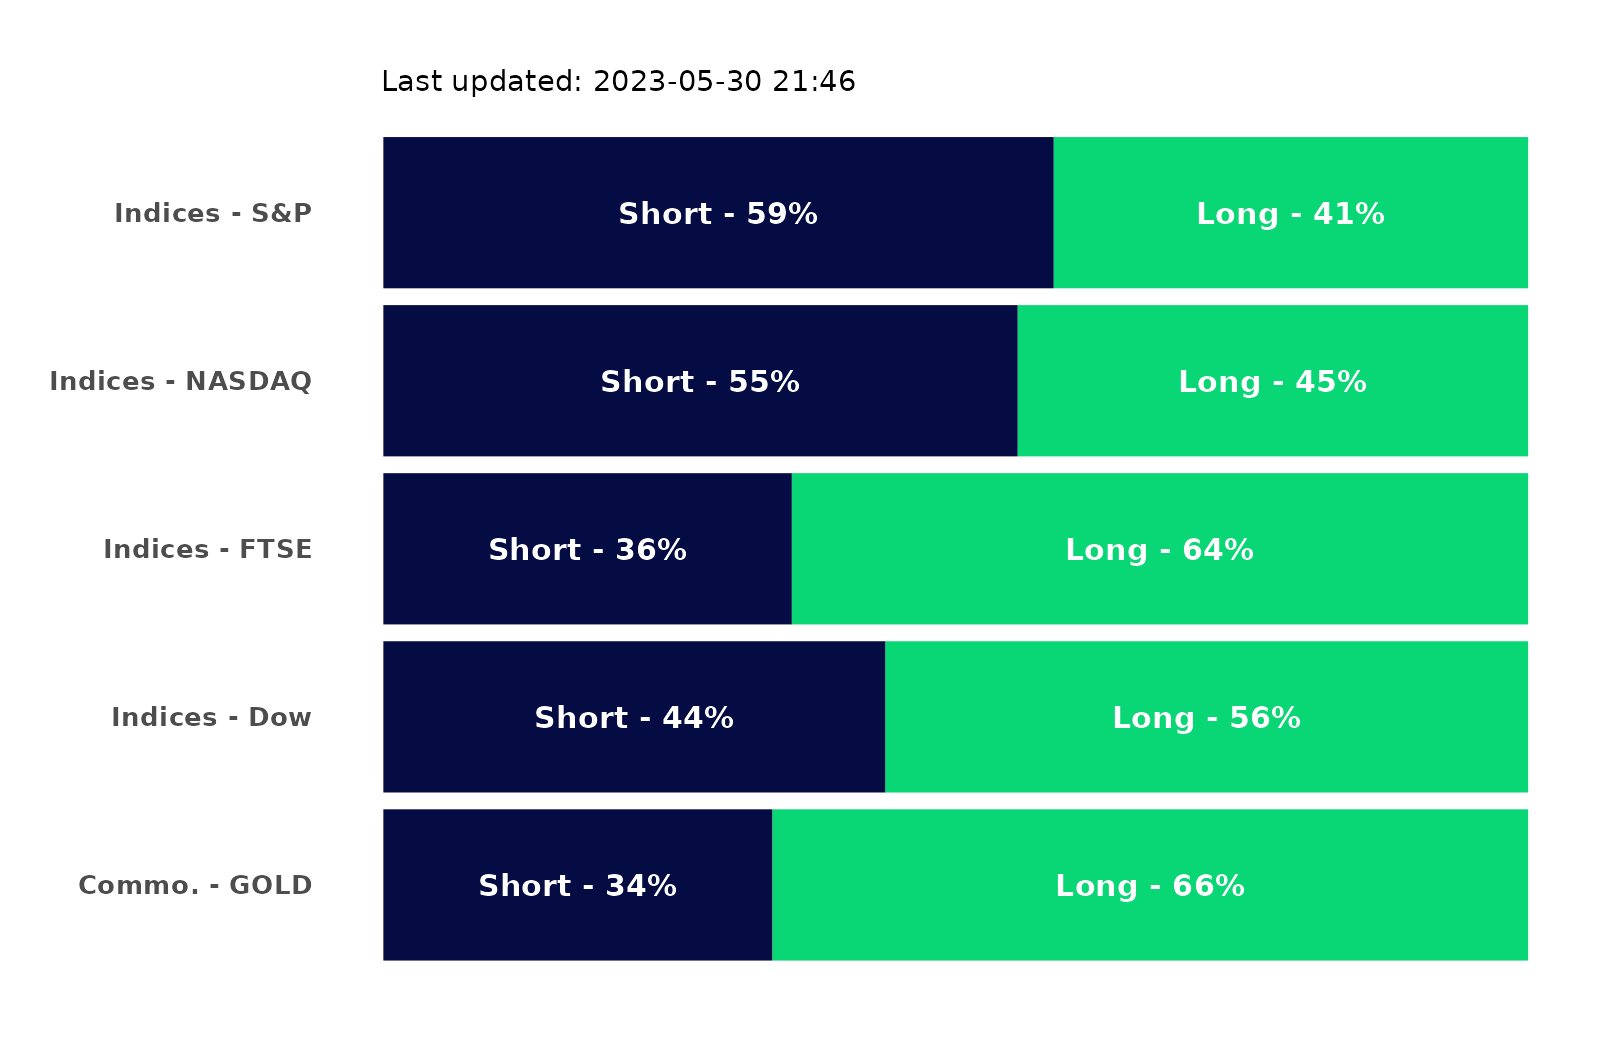 Last updated: 2023-05-30 21:46
Indices - S&P Short - 59% Long - 41%
Indices - NASDAQ Short - 55% Long - 45%
Indices - FTSE Short - 36% Long - 64%
Indices - Dow Short - 44% Long - 56%
Commo. - GOLD Short - 34% Long - 66%